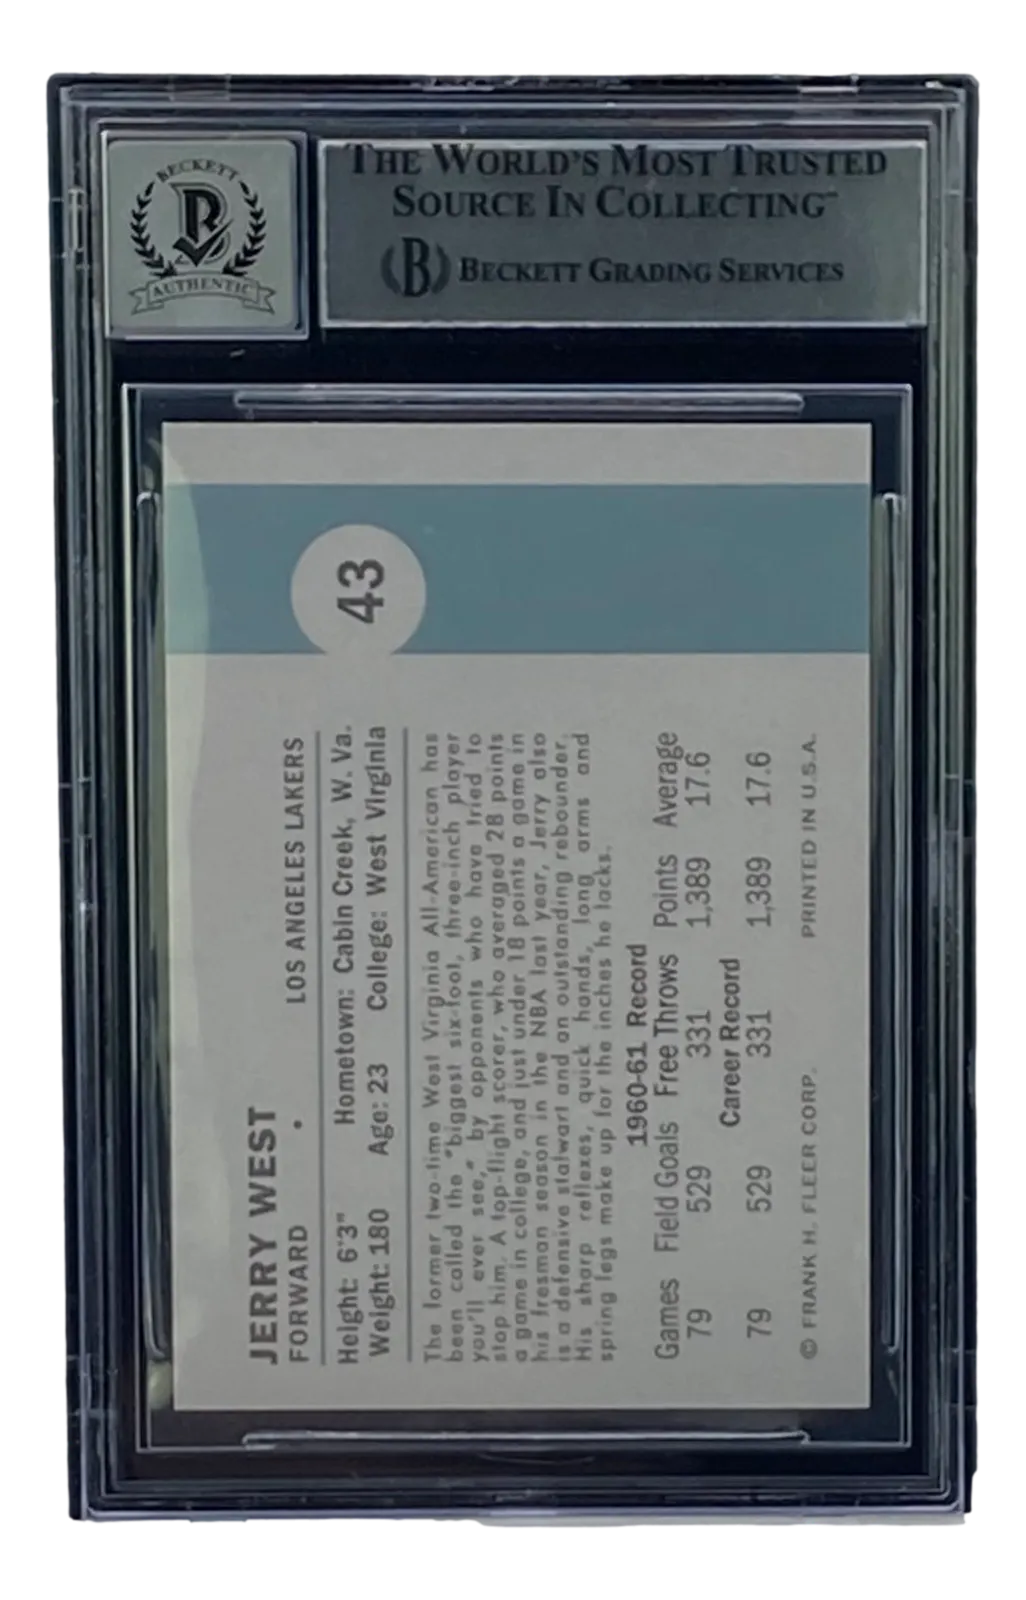 BECKETT
B
AUTHENTIC
THE WORLD'S MOST TRUSTED
SOURCE IN COLLECTING™
B BECKETT GRADING SERVICES
43
JERRY WEST
FORWARD • LOS ANGELES LAKERS
Height: 6'3" Hometown: Cabin Creek, W. Va.
Weight: 180 Age: 23 College: West Virginia
The former two-time West Virginia All-American has
been called the "biggest six-foot, three-inch player
you'll ever see," by opponents who have tried to
stop him. A top-flight scorer, who averaged 28 points
a game in college, and just under 18 points a game in
his fresman season in the NBA last year, Jerry also
is a defensive stalwart and an outstanding rebounder.
His sharp reflexes, quick hands, long arms and
spring legs make up for the inches he lacks.
1960-61 Record
Games Field Goals Free Throws Points Average
79 529 331 1,389 17.6
Career Record
79 529 331 1,389 17.6
© FRANK H. FLEER CORP. PRINTED IN U.S.A.